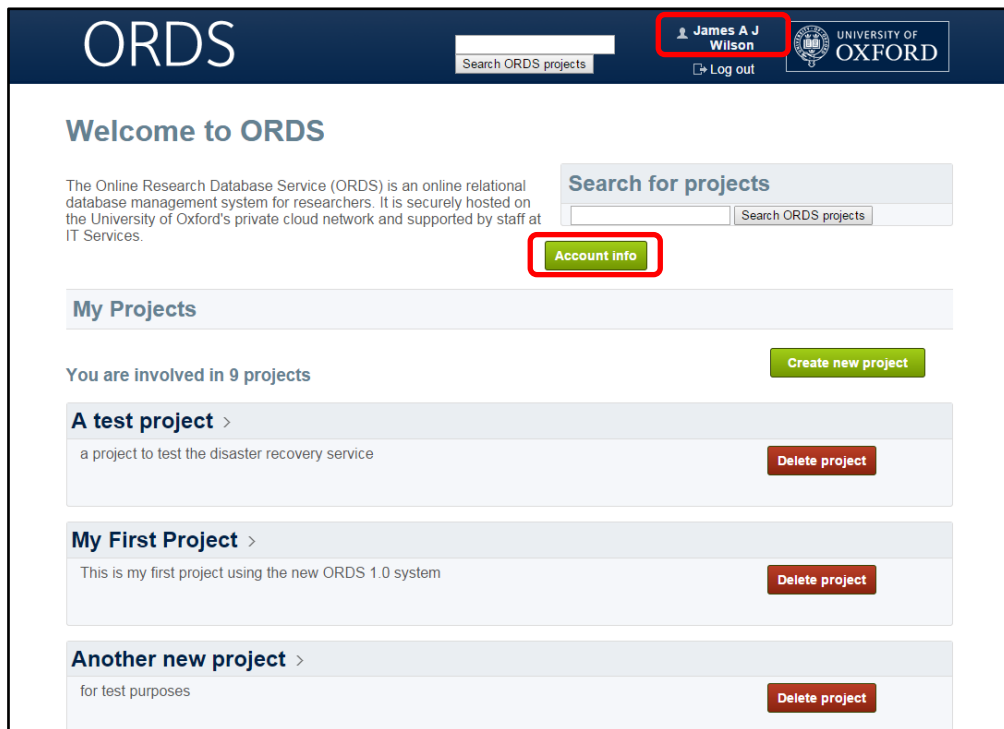 ORDS
Search ORDS projects
James A J
Wilson
Log out
UNIVERSITY OF
OXFORD
Welcome to ORDS
The Online Research Database Service (ORDS) is an online relational
database management system for researchers. It is securely hosted on
the University of Oxford's private cloud network and supported by staff at
IT Services.
Search for projects
Search ORDS projects
Account info
My Projects
You are involved in 9 projects
Create new project
A test project >
a project to test the disaster recovery service
Delete project
My First Project >
This is my first project using the new ORDS 1.0 system
Delete project
Another new project >
for test purposes
Delete project